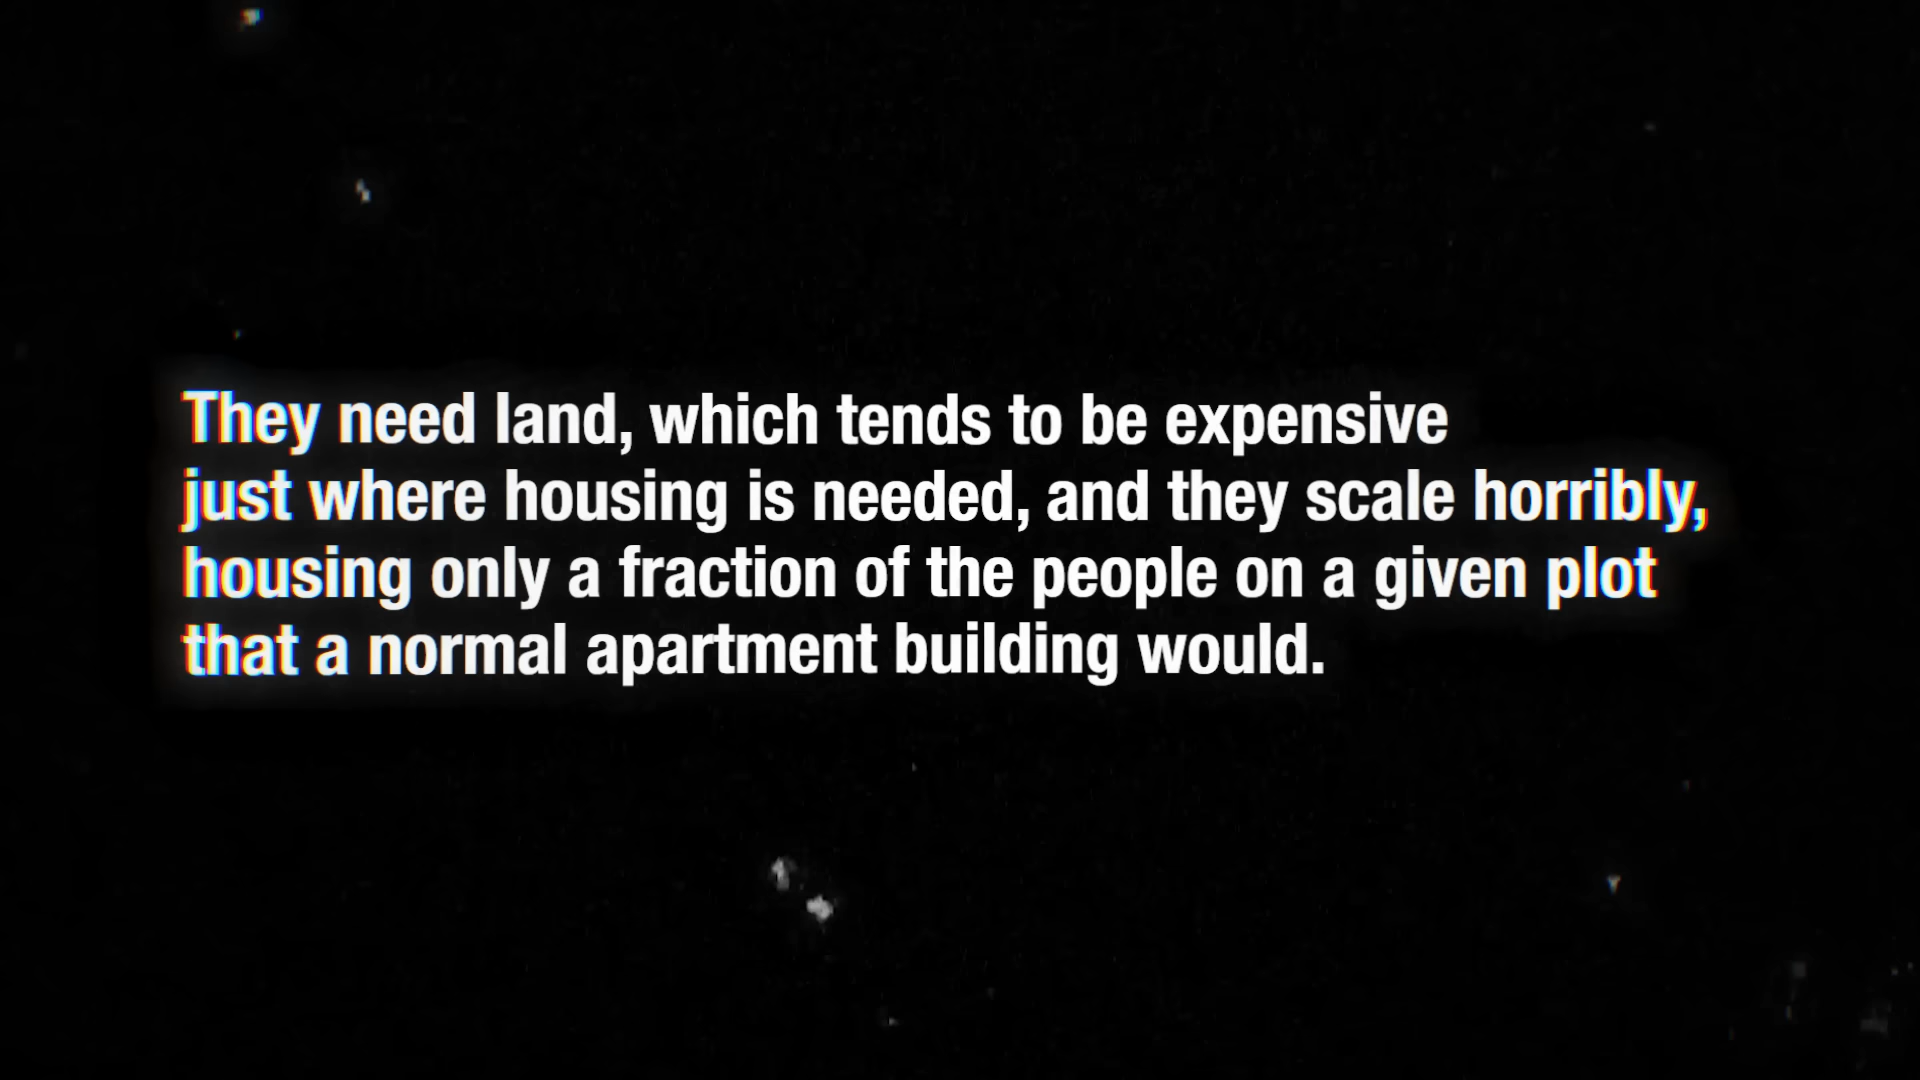 They need land, which tends to be expensive
just where housing is needed, and they scale horribly,
housing only a fraction of the people on a given plot
that a normal apartment building would.